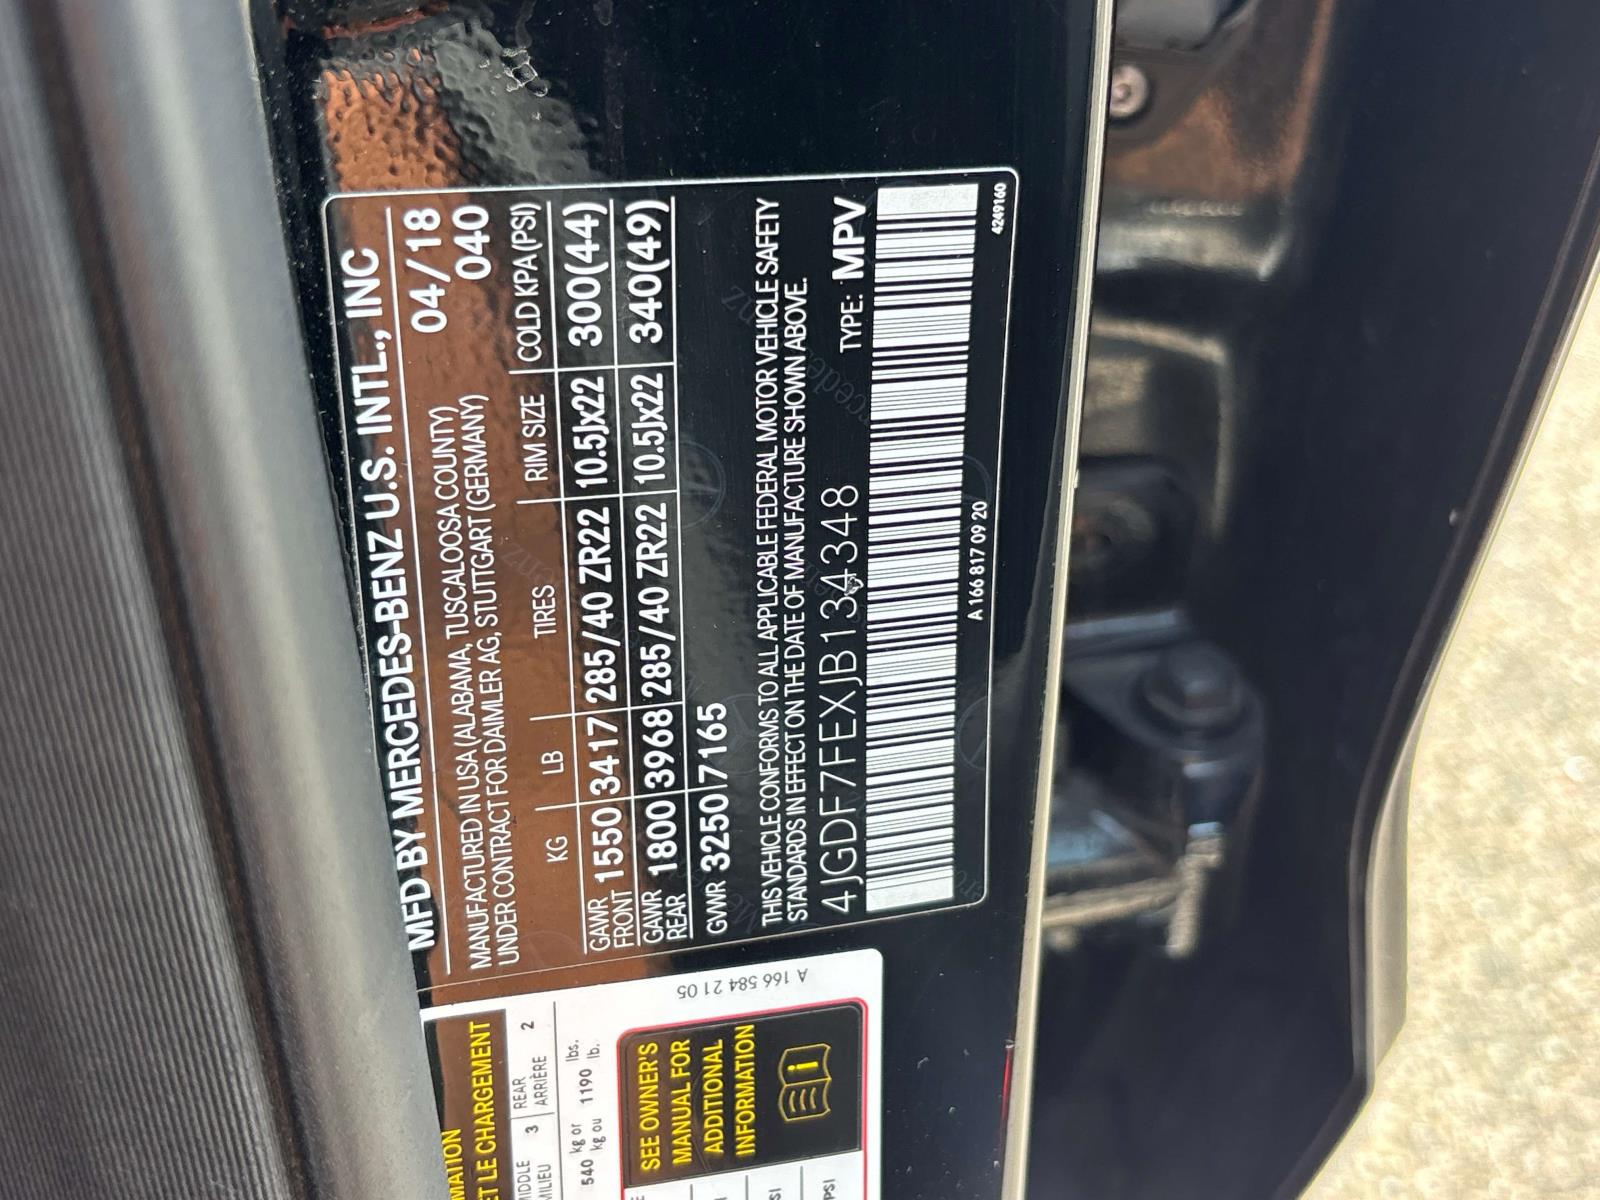 MFD BY MERCEDES-BENZ U.S. INTL., INC
MANUFACTURED IN USA (ALABAMA, TUSCALOOSA COUNTY) 04/18
UNDER CONTRACT FOR DAIMLER AG, STUTTGART (GERMANY) 040
KG LB TIRES RIM SIZE COLD KPA (PSI)
GAWR FRONT 1550 3417 285/40 ZR22 10.5Jx22 300(44)
GAWR REAR 1800 3968 285/40 ZR22 10.5Jx22 340(49)
GVWR 3250/7165
THIS VEHICLE CONFORMS TO ALL APPLICABLE FEDERAL MOTOR VEHICLE SAFETY
STANDARDS IN EFFECT ON THE DATE OF MANUFACTURE SHOWN ABOVE.
4JGDF7FEXJB134348 TYPE: MPV
A 166 817 09 20 4249160
ET LE CHARGEMENT
3 REAR 2
ARRIÈRE
540 kg or 1190 lbs.
kg ou lb.
SEE OWNER'S
MANUAL FOR
ADDITIONAL
INFORMATION
A 166 584 21 05
PSI